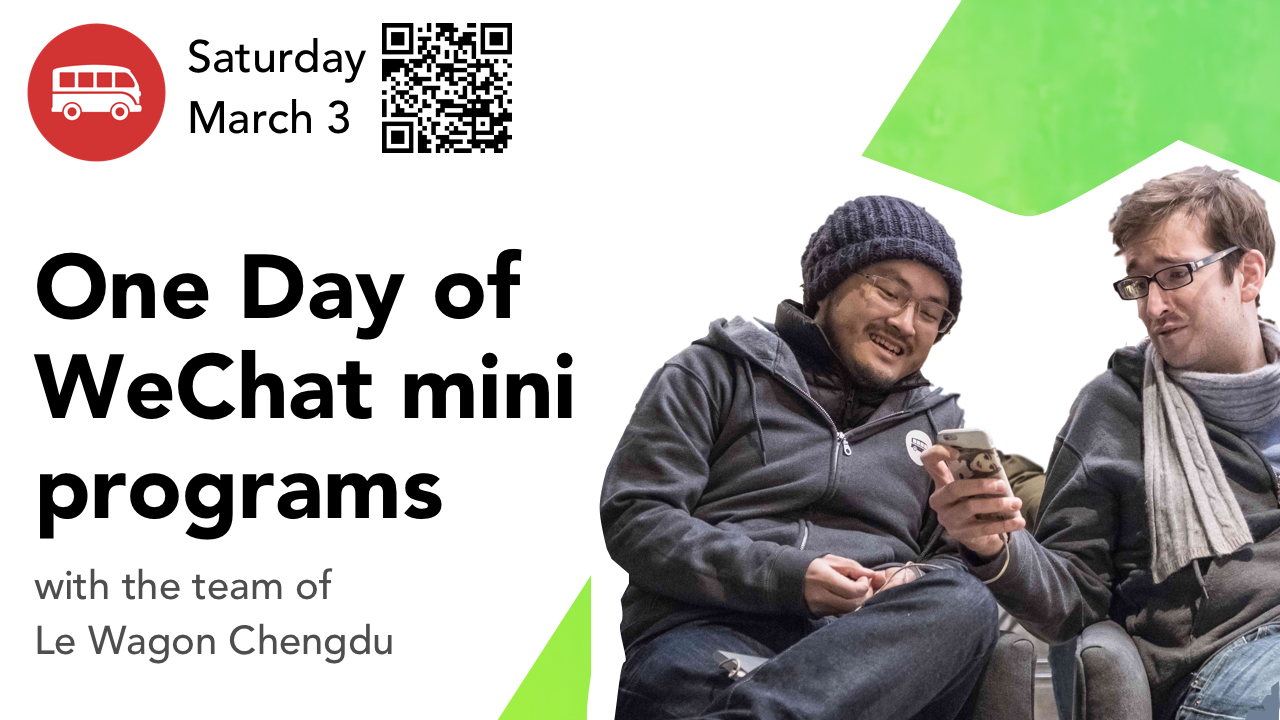 Saturday
March 3
One Day of
WeChat mini
programs
with the team of
Le Wagon Chengdu